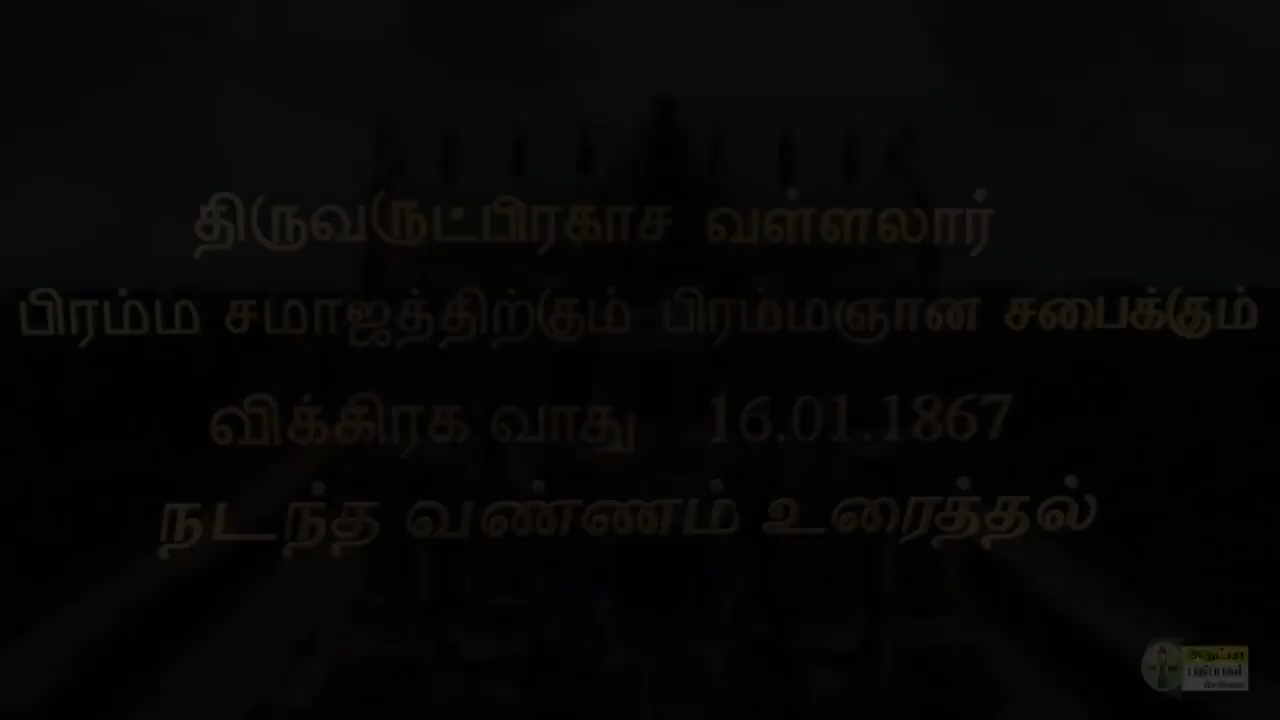 திருவருட்பிரகாச வள்ளலார்
பிரம்ம சமாஜத்திற்கும் பிரம்மஞான சபைக்கும்
விக்கிரக வாது 16.01.1867
நடந்த வண்ணம் உரைத்தல்